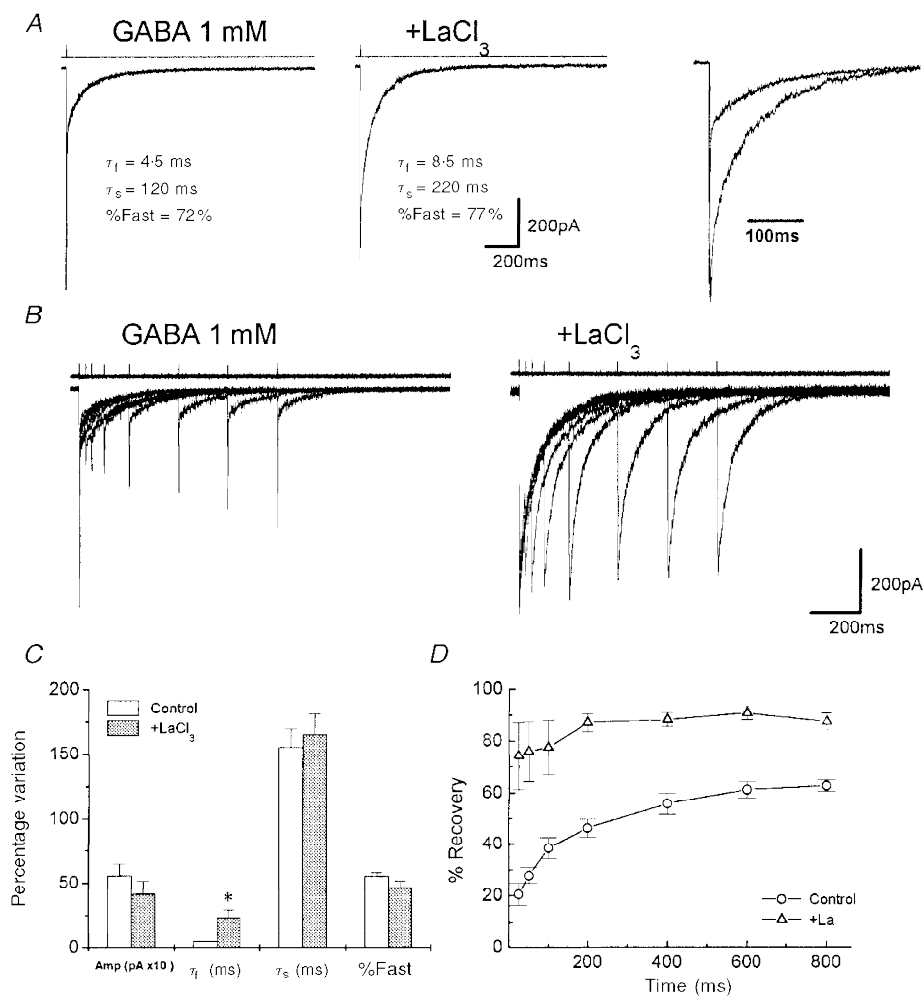 A
GABA 1 mM
+LaCl3
τf = 4·5 ms
τs = 120 ms
%Fast = 72%
τf = 8·5 ms
τs = 220 ms
%Fast = 77%
200pA
200ms
100ms
B
GABA 1 mM
+LaCl3
200pA
200ms
C
Percentage variation
200
150
100
50
0
Control
+LaCl3
*
Amp (pA x10)
τf (ms)
τs (ms)
%Fast
D
% Recovery
100
80
60
40
20
0
Control
+La
200
400
600
800
Time (ms)